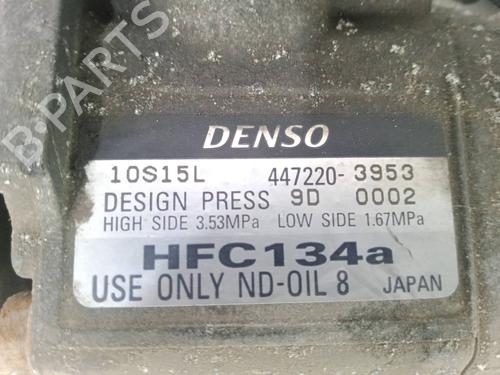 B-PARTS
DENSO
10S15L 447220-3953
DESIGN PRESS 9D 0002
HIGH SIDE 3.53MPa LOW SIDE 1.67MPa
HFC134a
USE ONLY ND-OIL 8 JAPAN